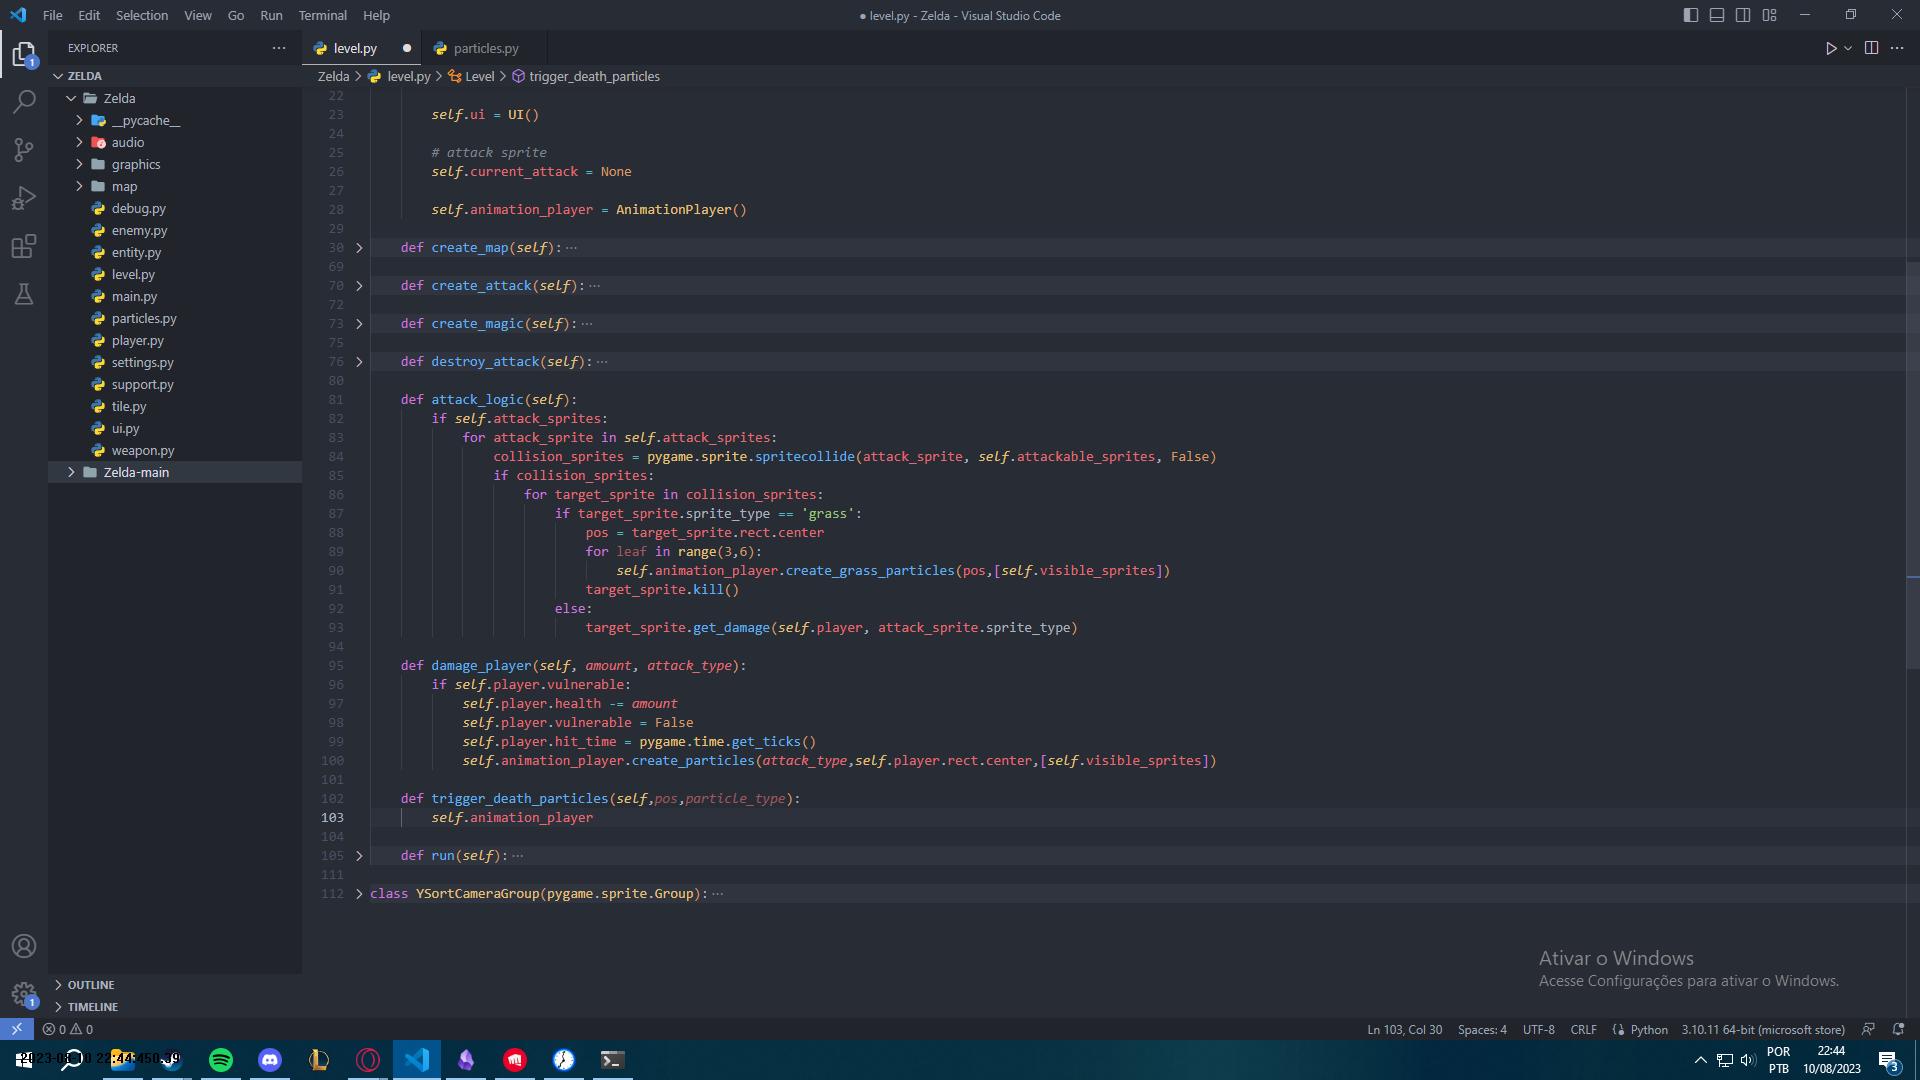 File Edit Selection View Go Run Terminal Help
● level.py - Zelda - Visual Studio Code
EXPLORER
1
ZELDA
Zelda
__pycache__
audio
graphics
map
debug.py
enemy.py
entity.py
level.py
main.py
particles.py
player.py
settings.py
support.py
tile.py
ui.py
weapon.py
Zelda-main
OUTLINE
TIMELINE
1
level.py ●
particles.py
Zelda > level.py > Level > trigger_death_particles
22
23 self.ui = UI()
24
25 # attack sprite
26 self.current_attack = None
27
28 self.animation_player = AnimationPlayer()
29
30 def create_map(self): ···
69
70 def create_attack(self): ···
72
73 def create_magic(self): ···
75
76 def destroy_attack(self): ···
80
81 def attack_logic(self):
82 if self.attack_sprites:
83 for attack_sprite in self.attack_sprites:
84 collision_sprites = pygame.sprite.spritecollide(attack_sprite, self.attackable_sprites, False)
85 if collision_sprites:
86 for target_sprite in collision_sprites:
87 if target_sprite.sprite_type == 'grass':
88 pos = target_sprite.rect.center
89 for leaf in range(3,6):
90 self.animation_player.create_grass_particles(pos,[self.visible_sprites])
91 target_sprite.kill()
92 else:
93 target_sprite.get_damage(self.player, attack_sprite.sprite_type)
94
95 def damage_player(self, amount, attack_type):
96 if self.player.vulnerable:
97 self.player.health -= amount
98 self.player.vulnerable = False
99 self.player.hit_time = pygame.time.get_ticks()
100 self.animation_player.create_particles(attack_type,self.player.rect.center,[self.visible_sprites])
101
102 def trigger_death_particles(self,pos,particle_type):
103 self.animation_player
104
105 def run(self): ···
111
112 class YSortCameraGroup(pygame.sprite.Group): ···
Ativar o Windows
Acesse Configurações para ativar o Windows.
0 0
Ln 103, Col 30 Spaces: 4 UTF-8 CRLF Python 3.10.11 64-bit (microsoft store)
POR
PTB
22:44
10/08/2023
3